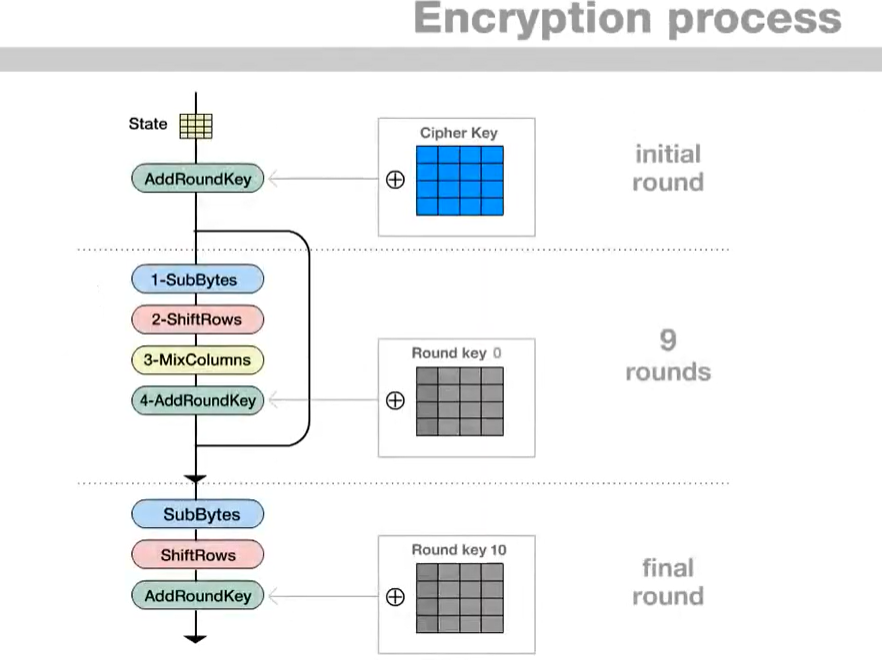 Encryption process
State
Cipher Key
AddRoundKey
initial
round
1-SubBytes
2-ShiftRows
3-MixColumns
4-AddRoundKey
Round key 0
9
rounds
SubBytes
ShiftRows
AddRoundKey
Round key 10
final
round